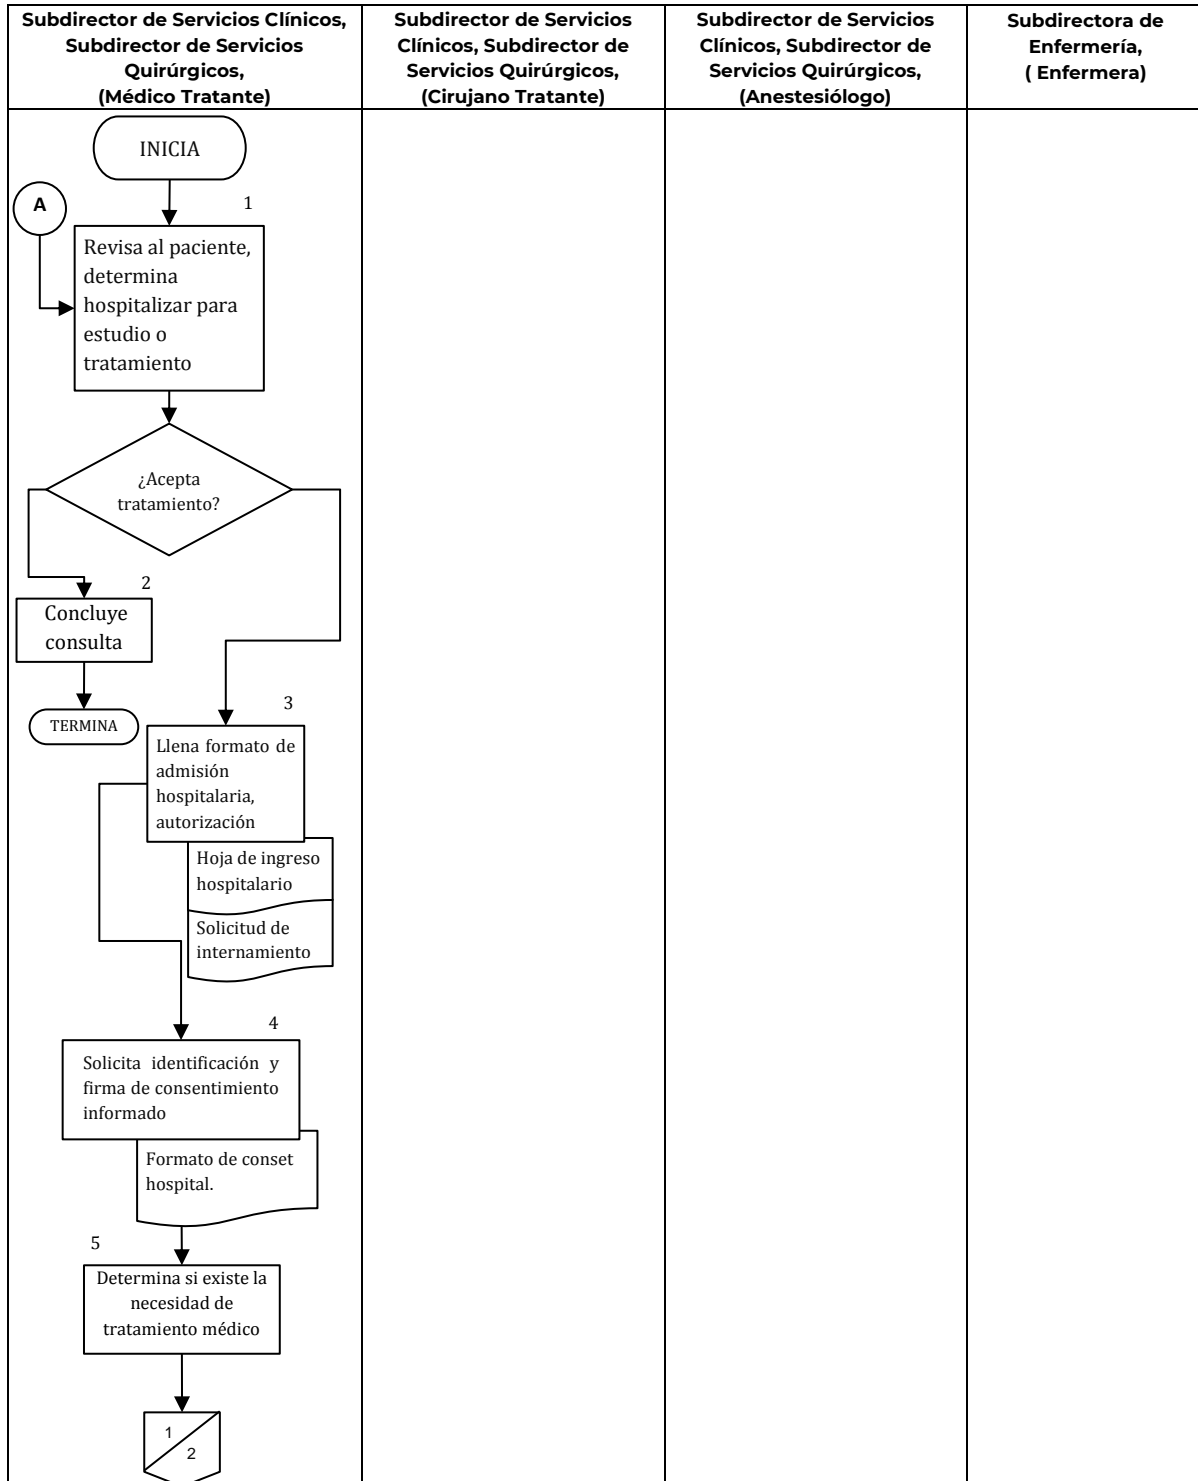 Subdirector de Servicios Clínicos,
Subdirector de Servicios
Quirúrgicos,
(Médico Tratante)
Subdirector de Servicios
Clínicos, Subdirector de
Servicios Quirúrgicos,
(Cirujano Tratante)
Subdirector de Servicios
Clínicos, Subdirector de
Servicios Quirúrgicos,
(Anestesiólogo)
Subdirectora de
Enfermería,
( Enfermera)
INICIA
A
1
Revisa al paciente,
determina
hospitalizar para
estudio o
tratamiento
¿Acepta
tratamiento?
2
Concluye
consulta
TERMINA
3
Llena formato de
admisión
hospitalaria,
autorización
Hoja de ingreso
hospitalario
Solicitud de
internamiento
4
Solicita identificación y
firma de consentimiento
informado
Formato de conset
hospital.
5
Determina si existe la
necesidad de
tratamiento médico
1
2